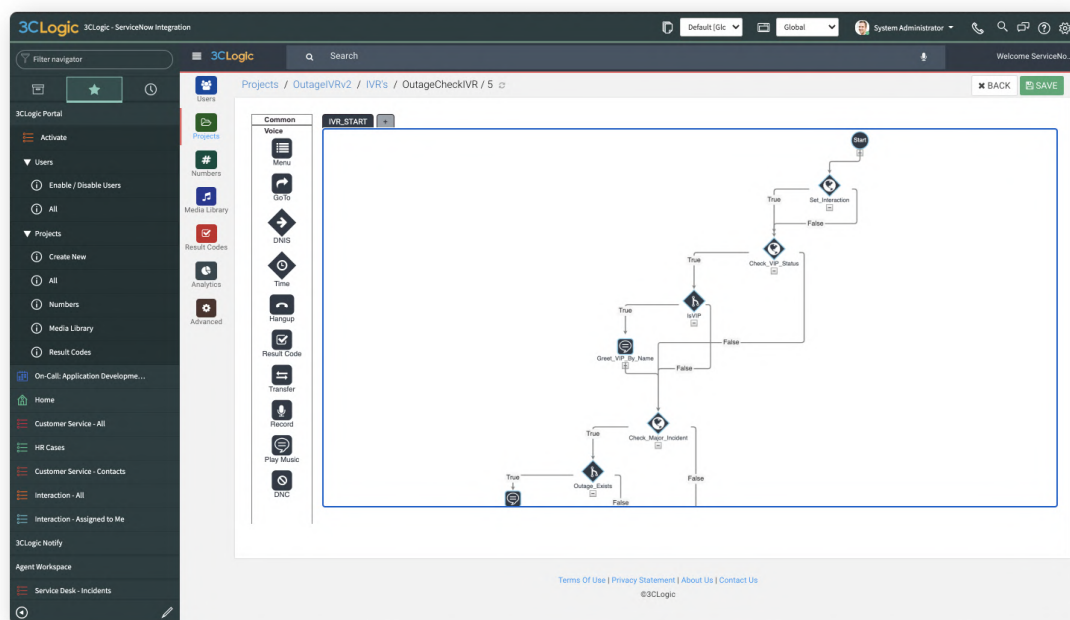 3CLogic 3CLogic - ServiceNow Integration
Default [Glc
Global
System Administrator
Filter navigator
3CLogic Portal
Activate
Users
Enable / Disable Users
All
Projects
Create New
All
Numbers
Media Library
Result Codes
On-Call: Application Developme...
Home
Customer Service - All
HR Cases
Customer Service - Contacts
Interaction - All
Interaction - Assigned to Me
3CLogic Notify
Agent Workspace
Service Desk - Incidents
3CLogic
Search
Welcome ServiceNo...
Users
Projects
Numbers
Media Library
Result Codes
Analytics
Advanced
Projects / OutageIVRv2 / IVR's / OutageCheckIVR / 5
BACK
SAVE
Common
Voice
Menu
GoTo
DNIS
Time
Hangup
Result Code
Transfer
Record
Play Music
DNC
IVR_START +
Start
Set_Interaction
True
False
Check_VIP_Status
True
IsVIP
True
False
Greet_VIP_By_Name
False
Check_Major_Incident
True
Outage_Exists
False
True
False
Terms Of Use | Privacy Statement | About Us | Contact Us
©3CLogic